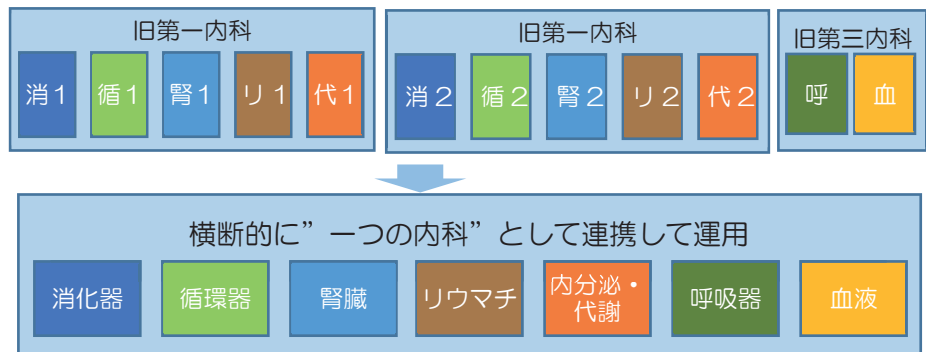 旧第一内科
消1
循1
腎1
リ1
代1
旧第一内科
消2
循2
腎2
リ2
代2
旧第三内科
呼
血
横断的に”一つの内科”として連携して運用
消化器
循環器
腎臓
リウマチ
内分泌・
代謝
呼吸器
血液